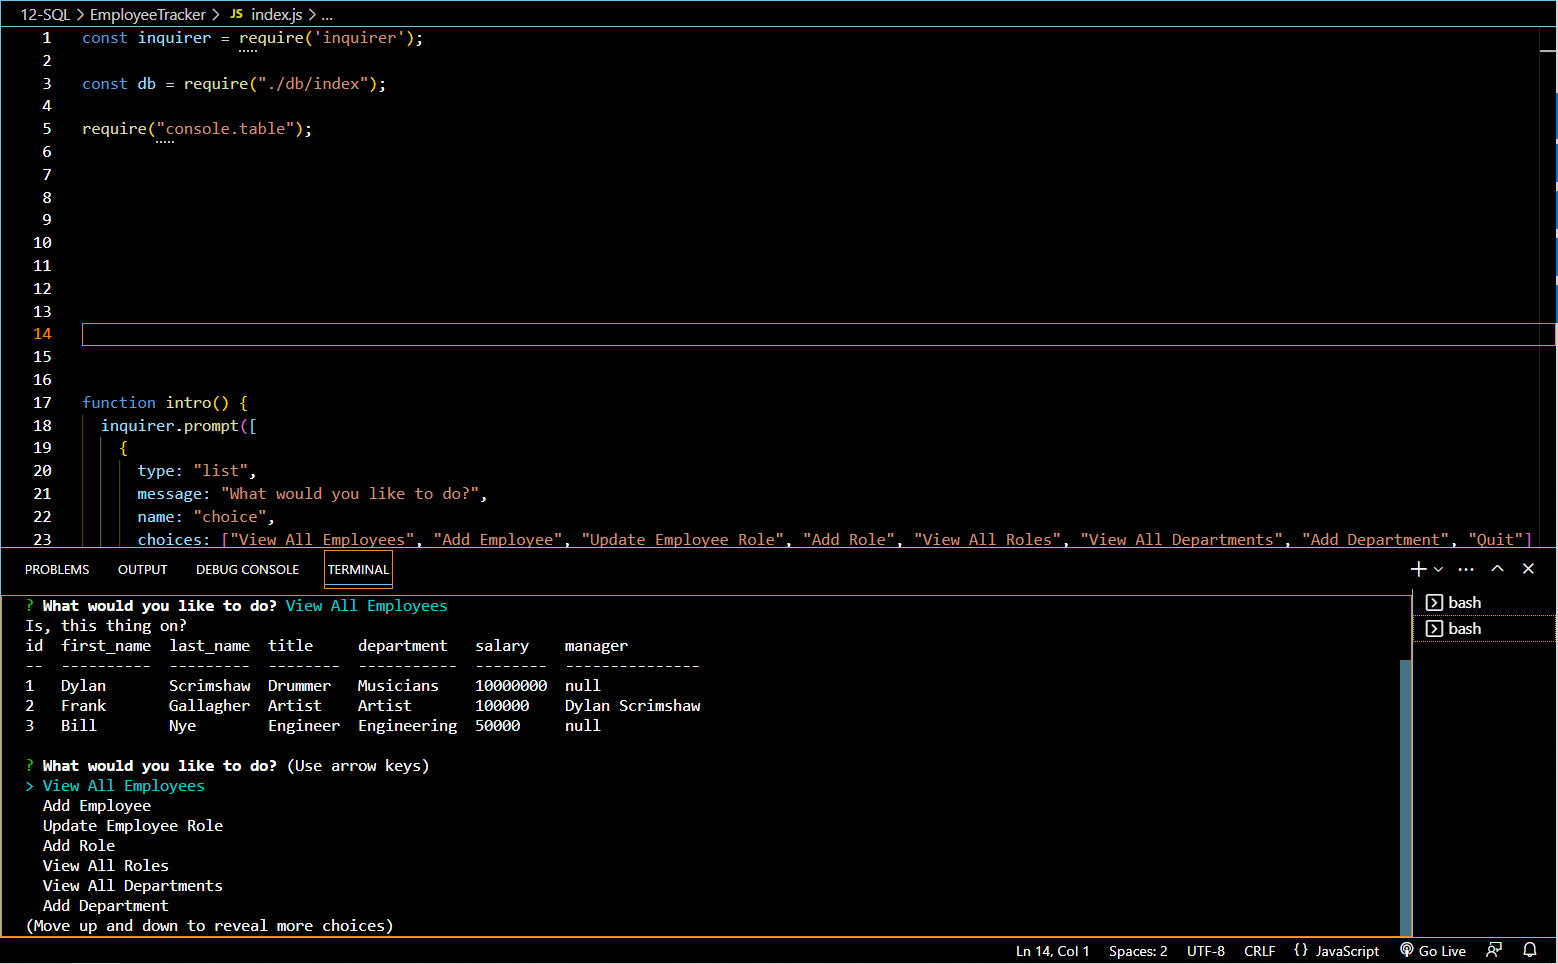 12-SQL > EmployeeTracker > JS index.js > ...
1 const inquirer = require('inquirer');
2
3 const db = require("./db/index");
4
5 require("console.table");
6
7
8
9
10
11
12
13
14
15
16
17 function intro() {
18 inquirer.prompt([
19 {
20 type: "list",
21 message: "What would you like to do?",
22 name: "choice",
23 choices: ["View All Employees", "Add Employee", "Update Employee Role", "Add Role", "View All Roles", "View All Departments", "Add Department", "Quit"]
PROBLEMS OUTPUT DEBUG CONSOLE TERMINAL
? What would you like to do? View All Employees
Is, this thing on?
id first_name last_name title department salary manager
-- ---------- --------- -------- ----------- -------- ---------------
1 Dylan Scrimshaw Drummer Musicians 10000000 null
2 Frank Gallagher Artist Artist 100000 Dylan Scrimshaw
3 Bill Nye Engineer Engineering 50000 null
? What would you like to do? (Use arrow keys)
> View All Employees
Add Employee
Update Employee Role
Add Role
View All Roles
View All Departments
Add Department
(Move up and down to reveal more choices)
bash
bash
Ln 14, Col 1 Spaces: 2 UTF-8 CRLF {} JavaScript Go Live